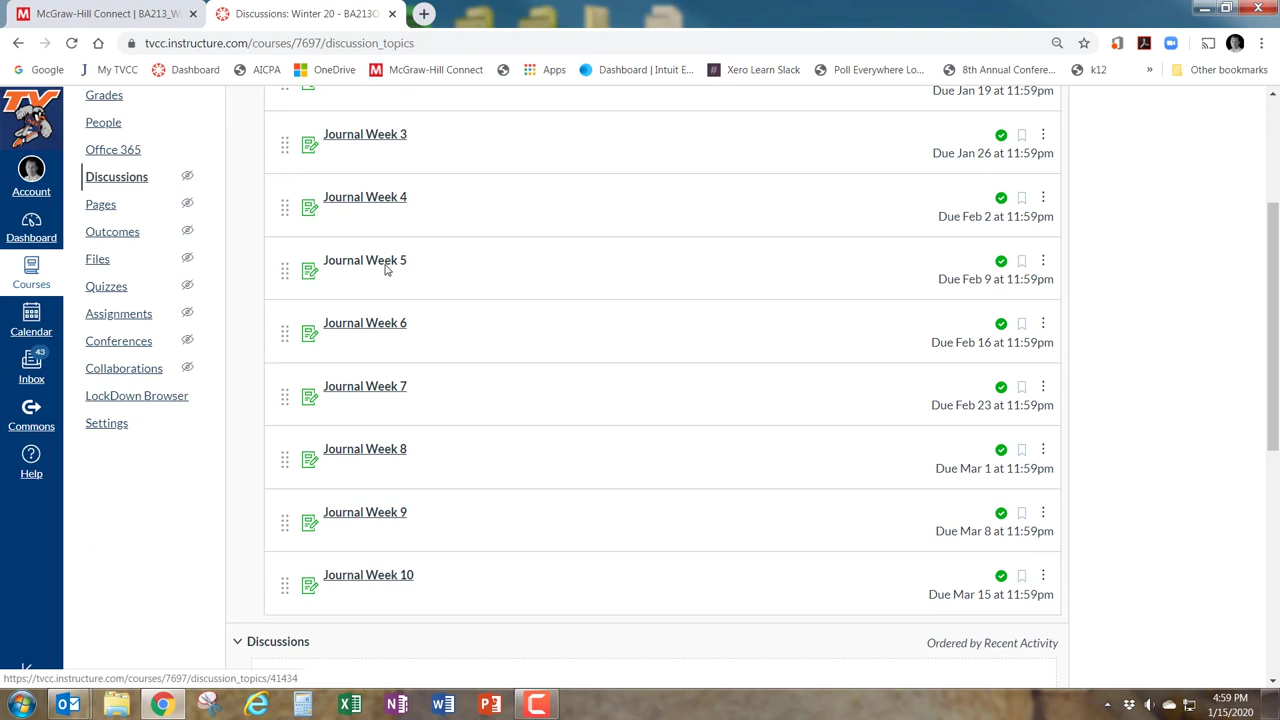 McGraw-Hill Connect | BA213_W
Discussions: Winter 20 - BA213O
tvcc.instructure.com/courses/7697/discussion_topics
Google
My TVCC
Dashboard
AICPA
OneDrive
McGraw-Hill Connect
Apps
Dashboard | Intuit E...
Xero Learn Slack
Poll Everywhere Lo...
8th Annual Confere...
k12
»
Other bookmarks
TV
Account
Dashboard
Courses
Calendar
43
Inbox
Commons
Help
Grades
People
Office 365
Discussions
Pages
Outcomes
Files
Quizzes
Assignments
Conferences
Collaborations
LockDown Browser
Settings
Due Jan 19 at 11:59pm
Journal Week 3
Due Jan 26 at 11:59pm
Journal Week 4
Due Feb 2 at 11:59pm
Journal Week 5
Due Feb 9 at 11:59pm
Journal Week 6
Due Feb 16 at 11:59pm
Journal Week 7
Due Feb 23 at 11:59pm
Journal Week 8
Due Mar 1 at 11:59pm
Journal Week 9
Due Mar 8 at 11:59pm
Journal Week 10
Due Mar 15 at 11:59pm
Discussions
Ordered by Recent Activity
https://tvcc.instructure.com/courses/7697/discussion_topics/41434
4:59 PM
1/15/2020